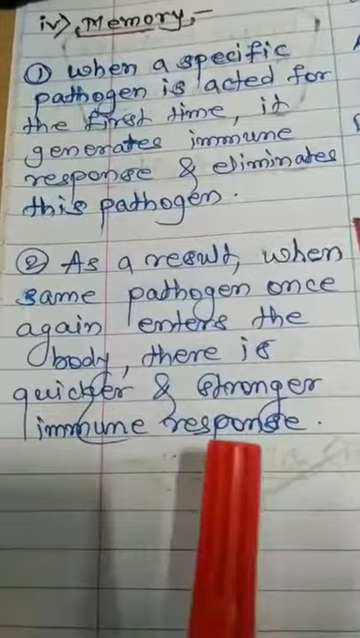 iv) Memory,-
① when a specific
pathogen is acted for
the first time, it
generates immune
response & eliminates
this pathogen.
② As a result, when
same pathogen once
again enters the
body, there is
quicker & stronger
immune response.